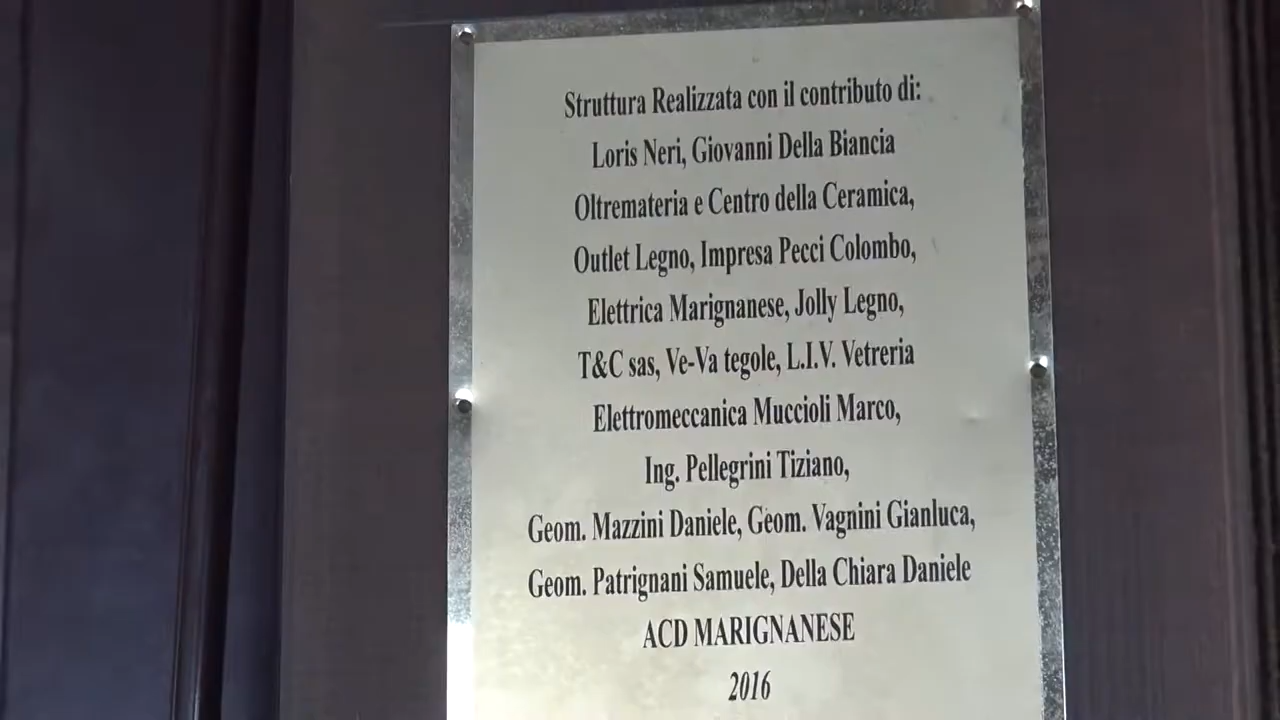 Struttura Realizzata con il contributo di:
Loris Neri, Giovanni Della Biancia
Oltremateria e Centro della Ceramica,
Outlet Legno, Impresa Pecci Colombo,
Elettrica Marignanese, Jolly Legno,
T&C sas, Ve-Va tegole, L.I.V. Vetreria
Elettromeccanica Muccioli Marco,
Ing. Pellegrini Tiziano,
Geom. Mazzini Daniele, Geom. Vagnini Gianluca,
Geom. Patrignani Samuele, Della Chiara Daniele
ACD MARIGNANESE
2016